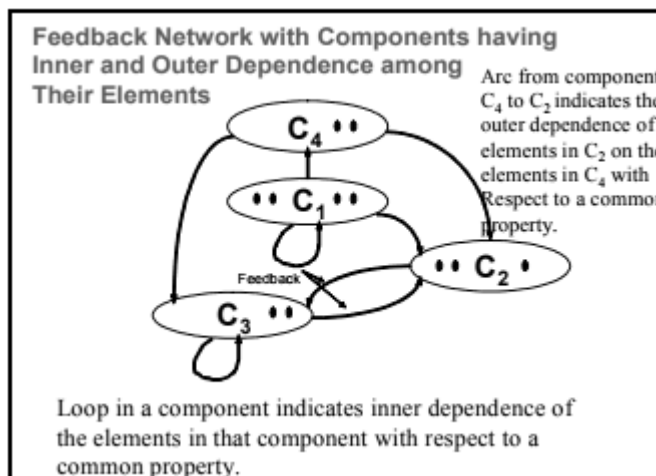 Feedback Network with Components having
Inner and Outer Dependence among
Their Elements
Arc from component
C₄ to C₂ indicates the
outer dependence of
elements in C₂ on the
elements in C₄ with
Respect to a common
property.
C₄
C₁
C₂
Feedback
C₃
Loop in a component indicates inner dependence of
the elements in that component with respect to a
common property.